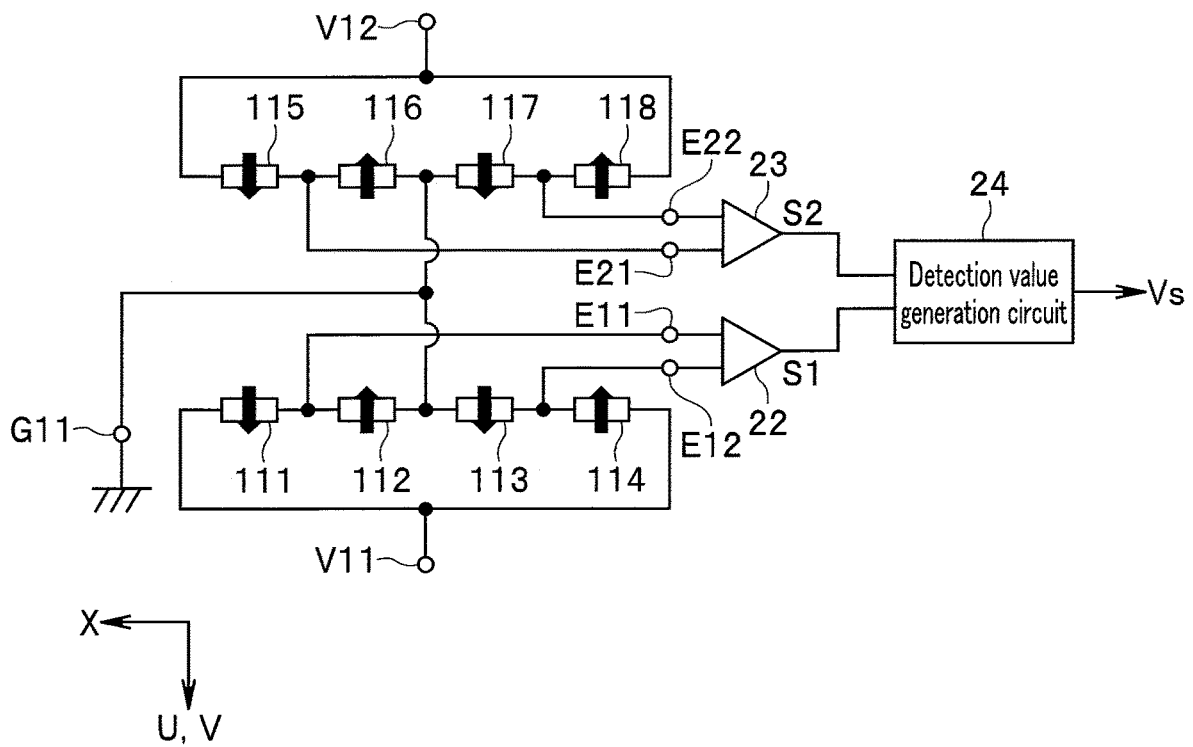 V12
115
116
117
118
E22
23
S2
24
E21
Detection value
generation circuit
Vs
E11
S1
22
E12
G11
111
112
113
114
V11
X
U, V